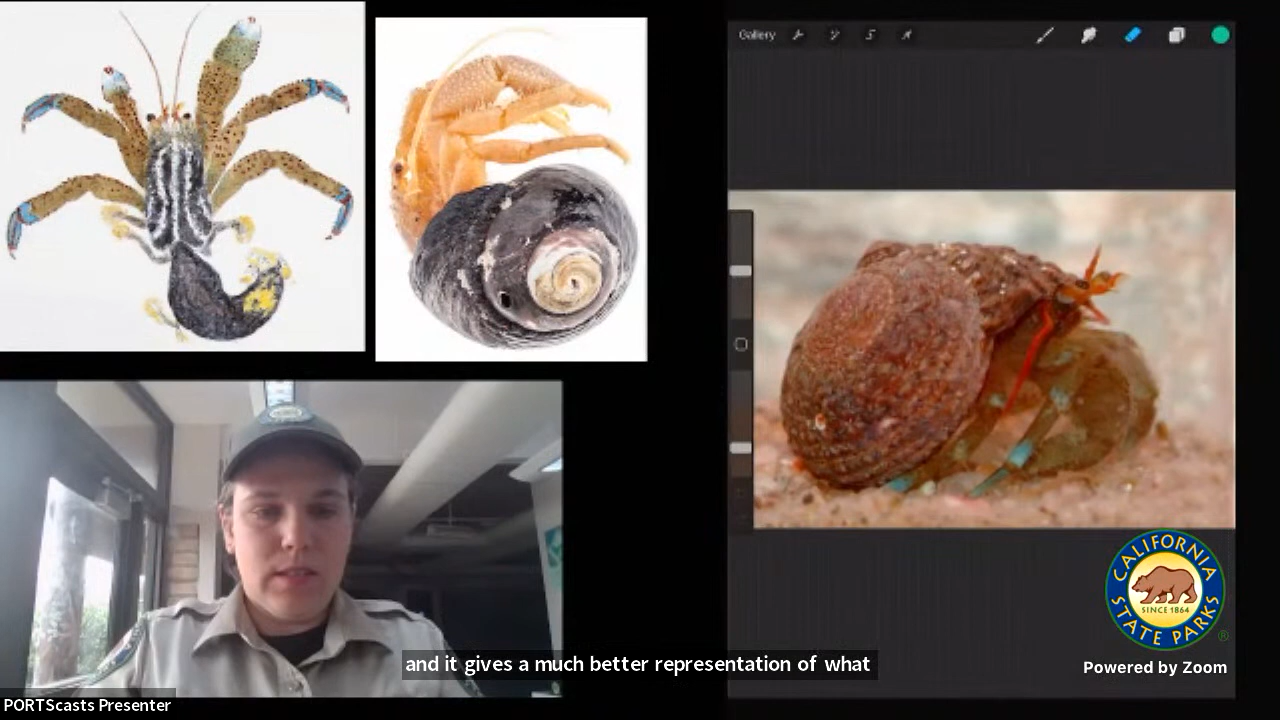 Gallery
CALIFORNIA
SINCE 1864
STATE PARKS
®
and it gives a much better representation of what
Powered by Zoom
PORTScasts Presenter